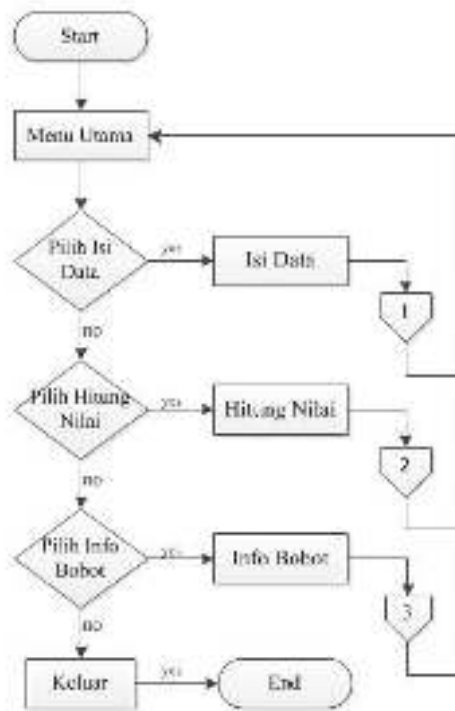 Start
Menu Utama
Pilih Isi
Data
yes
Isi Data
1
no
Pilih Hitung
Nilai
yes
Hitung Nilai
2
no
Pilih Info
Bobot
yes
Info Bobot
3
no
Keluar
yes
End